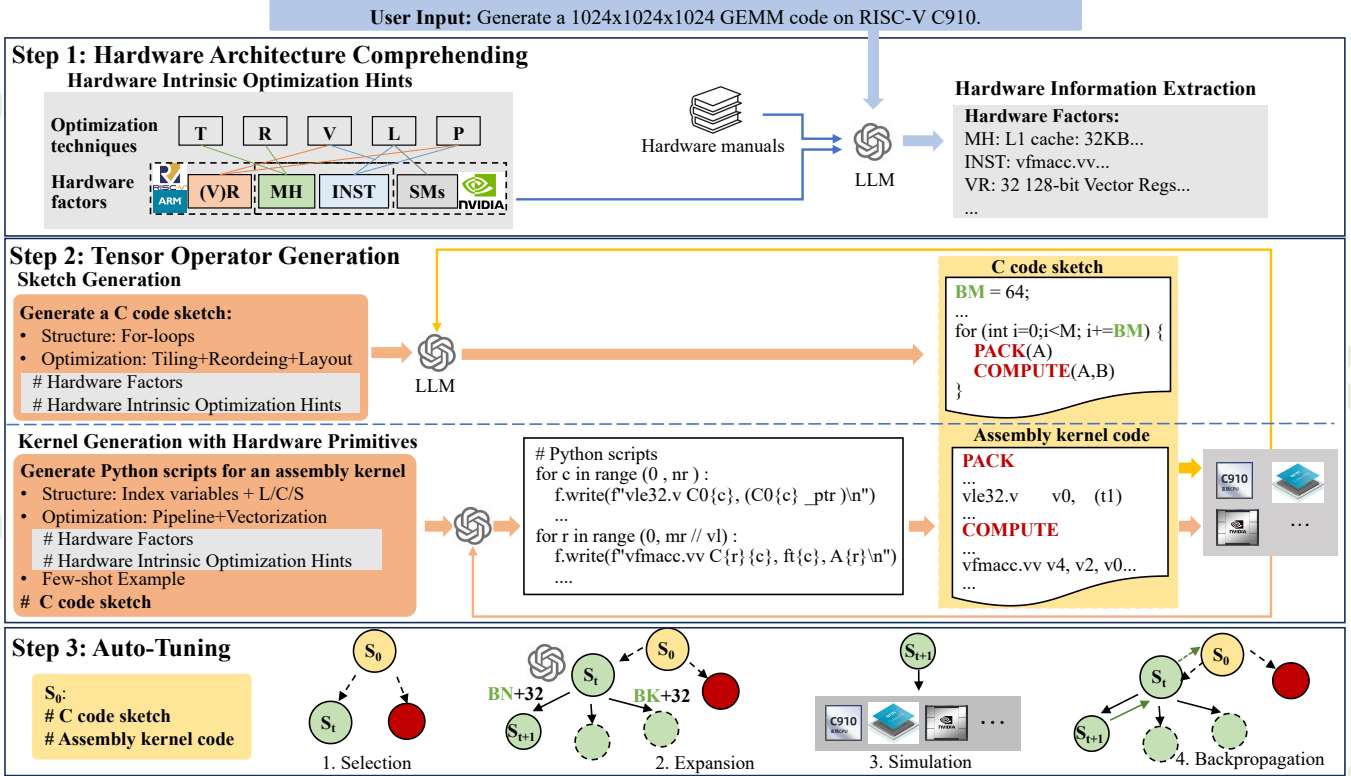 User Input: Generate a 1024x1024x1024 GEMM code on RISC-V C910.
Step 1: Hardware Architecture Comprehending
Hardware Intrinsic Optimization Hints
Optimization techniques
T R V L P
Hardware factors
RISC-V
ARM
(V)R MH INST SMs
NVIDIA
Hardware manuals
LLM
Hardware Information Extraction
Hardware Factors:
MH: L1 cache: 32KB...
INST: vfmacc.vv...
VR: 32 128-bit Vector Regs...
...
Step 2: Tensor Operator Generation
Sketch Generation
Generate a C code sketch:
• Structure: For-loops
• Optimization: Tiling+Reordeing+Layout
# Hardware Factors
# Hardware Intrinsic Optimization Hints
LLM
C code sketch
BM = 64;
...
for (int i=0;i<M; i+=BM) {
PACK(A)
COMPUTE(A,B)
}
Kernel Generation with Hardware Primitives
Generate Python scripts for an assembly kernel
• Structure: Index variables + L/C/S
• Optimization: Pipeline+Vectorization
# Hardware Factors
# Hardware Intrinsic Optimization Hints
• Few-shot Example
# C code sketch
# Python scripts
for c in range (0 , nr ) :
f.write(f"vle32.v C0{c}, (C0{c} _ptr )\n")
...
for r in range (0, mr // vl) :
f.write(f"vfmacc.vv C{r}{c}, ft{c}, A{r}\n")
....
Assembly kernel code
PACK
...
vle32.v v0, (t1)
...
COMPUTE
...
vfmacc.vv v4, v2, v0...
...
C910
NVIDIA
...
Step 3: Auto-Tuning
S0:
# C code sketch
# Assembly kernel code
S0
St
1. Selection
S0
St
BN+32
BK+32
St+1
2. Expansion
St+1
C910
NVIDIA
...
3. Simulation
S0
St
St+1
4. Backpropagation